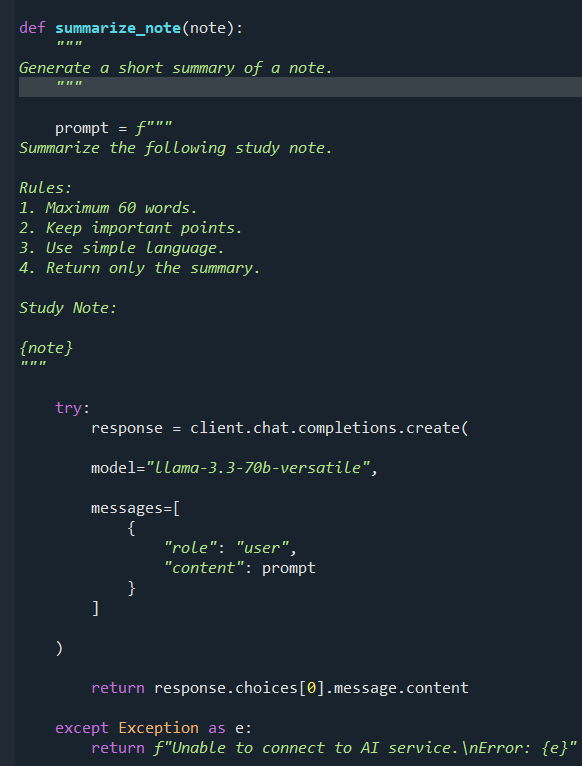 def summarize_note(note):
    """
Generate a short summary of a note.
    """
    prompt = f"""
Summarize the following study note.
Rules:
1. Maximum 60 words.
2. Keep important points.
3. Use simple language.
4. Return only the summary.
Study Note:
{note}
"""
    try:
        response = client.chat.completions.create(
        model="llama-3.3-70b-versatile",
        messages=[
            {
                "role": "user",
                "content": prompt
            }
        ]
    )
        return response.choices[0].message.content
    except Exception as e:
        return f"Unable to connect to AI service.\nError: {e}"